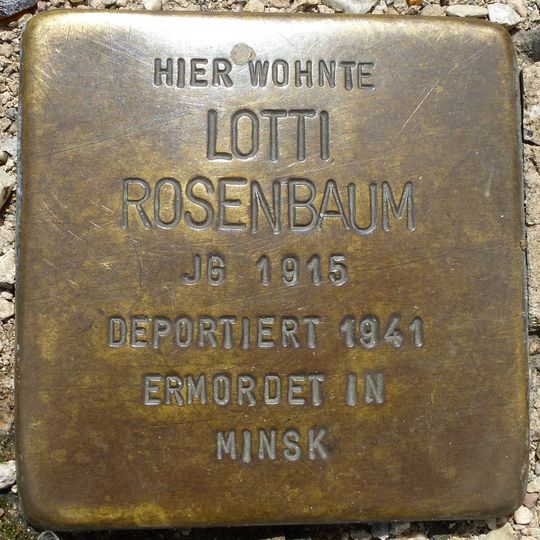 HIER WOHNTE
LOTTI
ROSENBAUM
JG 1915
DEPORTIERT 1941
ERMORDET IN
MINSK